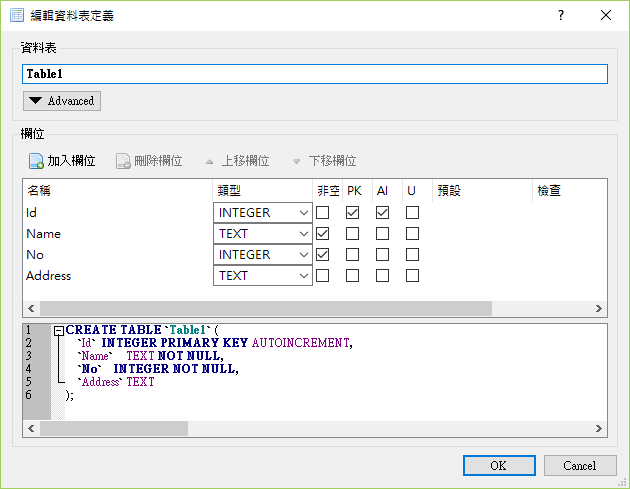 編輯資料表定義 ?
資料表
Table1
Advanced
欄位
加入欄位 刪除欄位 上移欄位 下移欄位
名稱 類型 非空 PK AI U 預設 檢查
Id INTEGER
Name TEXT
No INTEGER
Address TEXT
1 CREATE TABLE `Table1` (
2 `Id` INTEGER PRIMARY KEY AUTOINCREMENT,
3 `Name` TEXT NOT NULL,
4 `No` INTEGER NOT NULL,
5 `Address` TEXT
6 );
OK Cancel